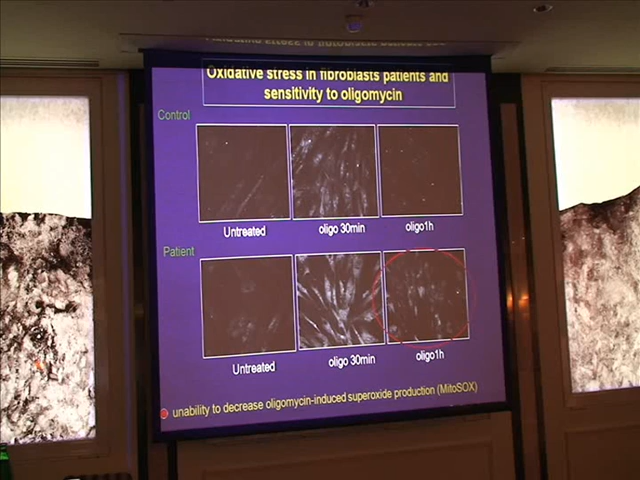 Oxidative stress in fibroblasts patients and
sensitivity to oligomycin
Control
Untreated
oligo 30min
oligo1h
Patient
Untreated
oligo 30min
oligo1h
unability to decrease oligomycin-induced superoxide production (MitoSOX)